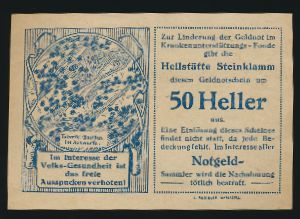 Im Interesse der
Volks-Gesundheit ist
das freie
Ausspucken verboten!
Zur Linderung der Geldnot im
Krankenunterstützungs-Fonde
gibt die
Heilstätte Steinklamm
diesen Geldnotschein um
50 Heller
aus.
Eine Einlösung dieses Scheines
findet nicht statt, da jede Be-
deckung fehlt. Im Interesse aller
Notgeld-
Sammler wird die Nachahmung
tötlich bestraft.